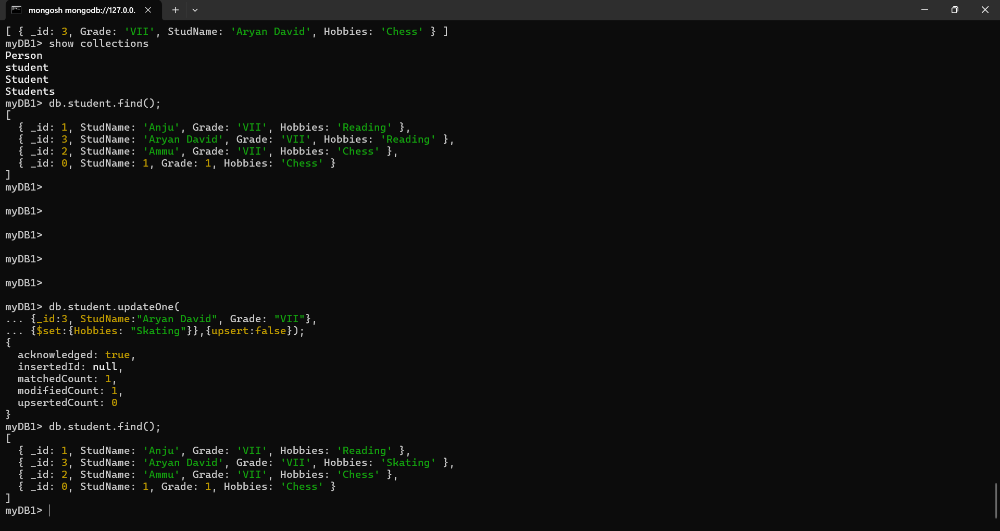 mongosh mongodb://127.0.0.
[ { _id: 3, Grade: 'VII', StudName: 'Aryan David', Hobbies: 'Chess' } ]
myDB1> show collections
Person
student
Student
Students
myDB1> db.student.find();
[
  { _id: 1, StudName: 'Anju', Grade: 'VII', Hobbies: 'Reading' },
  { _id: 3, StudName: 'Aryan David', Grade: 'VII', Hobbies: 'Reading' },
  { _id: 2, StudName: 'Ammu', Grade: 'VII', Hobbies: 'Chess' },
  { _id: 0, StudName: 1, Grade: 1, Hobbies: 'Chess' }
]
myDB1>
myDB1>
myDB1>
myDB1>
myDB1>
myDB1> db.student.updateOne(
... {_id:3, StudName:"Aryan David", Grade: "VII"},
... {$set:{Hobbies: "Skating"}},{upsert:false});
{
  acknowledged: true,
  insertedId: null,
  matchedCount: 1,
  modifiedCount: 1,
  upsertedCount: 0
}
myDB1> db.student.find();
[
  { _id: 1, StudName: 'Anju', Grade: 'VII', Hobbies: 'Reading' },
  { _id: 3, StudName: 'Aryan David', Grade: 'VII', Hobbies: 'Skating' },
  { _id: 2, StudName: 'Ammu', Grade: 'VII', Hobbies: 'Chess' },
  { _id: 0, StudName: 1, Grade: 1, Hobbies: 'Chess' }
]
myDB1>